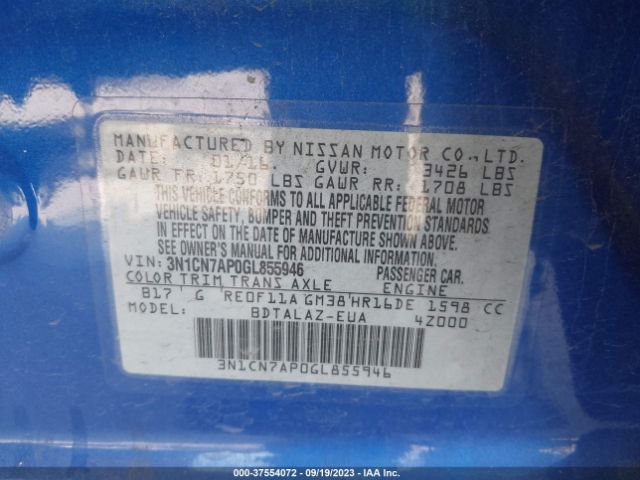 MANUFACTURED BY NISSAN MOTOR CO.,LTD.
DATE: 01/16. GVWR: 3426 LBS
GAWR FR: 1750 LBS GAWR RR: 1708 LBS
THIS VEHICLE CONFORMS TO ALL APPLICABLE FEDERAL MOTOR
VEHICLE SAFETY, BUMPER AND THEFT PREVENTION STANDARDS
IN EFFECT ON THE DATE OF MANUFACTURE SHOWN ABOVE.
SEE OWNER'S MANUAL FOR ADDITIONAL INFORMATION.
VIN: 3N1CN7AP0GL855946 PASSENGER CAR.
COLOR TRIM TRANS AXLE ENGINE
B17 G RE0F11A GM38 HR16DE 1598 CC
MODEL: BDTALAZ-EUA 4Z000
3N1CN7AP0GL855946
000-37554072 - 09/19/2023 - IAA Inc.